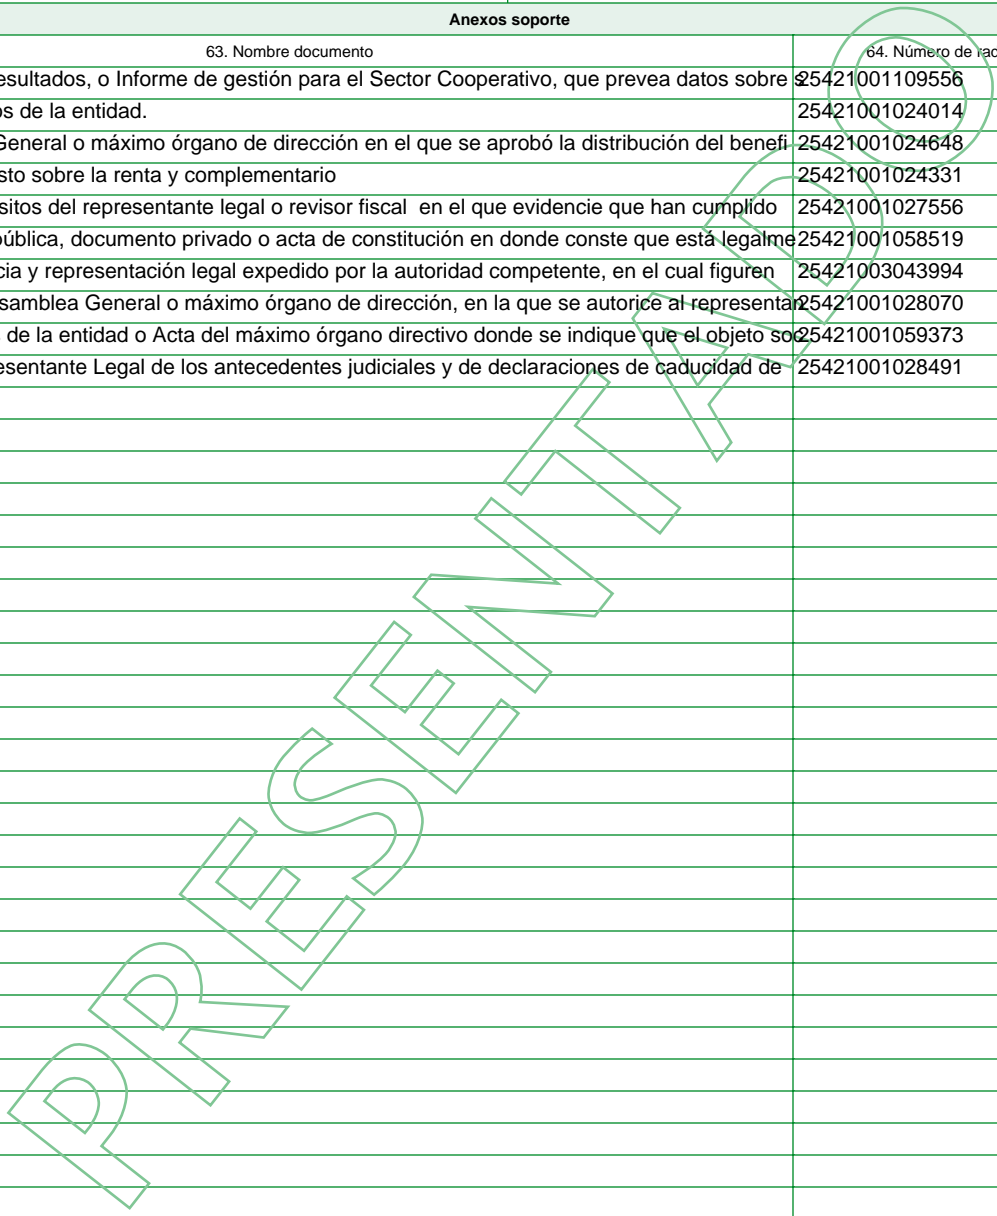 Anexos soporte
63. Nombre documento 64. Número de rad
esultados, o Informe de gestión para el Sector Cooperativo, que prevea datos sobre s 25421001109556
os de la entidad. 25421001024014
General o máximo órgano de dirección en el que se aprobó la distribución del benefi 25421001024648
sto sobre la renta y complementario 25421001024331
sitos del representante legal o revisor fiscal en el que evidencie que han cumplido 25421001027556
pública, documento privado o acta de constitución en donde conste que está legalme 25421001058519
cia y representación legal expedido por la autoridad competente, en el cual figuren 25421003043994
samblea General o máximo órgano de dirección, en la que se autorice al representan 25421001028070
s de la entidad o Acta del máximo órgano directivo donde se indique que el objeto soc 25421001059373
esentante Legal de los antecedentes judiciales y de declaraciones de caducidad de 25421001028491
PRESENTADO